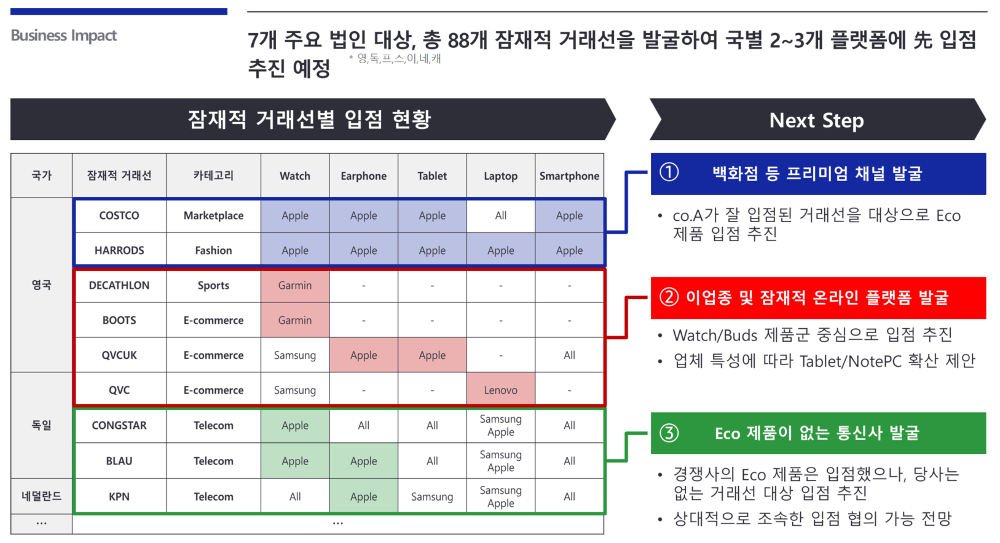 Business Impact
7개 주요 법인 대상, 총 88개 잠재적 거래선을 발굴하여 국별 2~3개 플랫폼에 先 입점
추진 예정
* 영,독,프,스,이,네,캐
잠재적 거래선별 입점 현황
국가 잠재적 거래선 카테고리 Watch Earphone Tablet Laptop Smartphone
영국
COSTCO Marketplace Apple Apple Apple All Apple
HARRODS Fashion Apple Apple Apple Apple Apple
DECATHLON Sports Garmin - - - -
BOOTS E-commerce Garmin - - - -
QVCUK E-commerce Samsung Apple Apple - All
독일
QVC E-commerce Samsung - - Lenovo -
CONGSTAR Telecom Apple All All Samsung Apple All
BLAU Telecom Apple Apple All Samsung Apple All
네덜란드 KPN Telecom All Apple Samsung Samsung Apple All
... ...
Next Step
① 백화점 등 프리미엄 채널 발굴
• co.A가 잘 입점된 거래선을 대상으로 Eco
제품 입점 추진
② 이업종 및 잠재적 온라인 플랫폼 발굴
• Watch/Buds 제품군 중심으로 입점 추진
• 업체 특성에 따라 Tablet/NotePC 확산 제안
③ Eco 제품이 없는 통신사 발굴
• 경쟁사의 Eco 제품은 입점했으나, 당사는
없는 거래선 대상 입점 추진
• 상대적으로 조속한 입점 협의 가능 전망